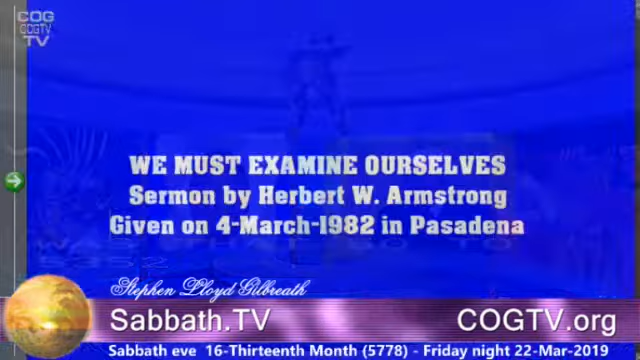 COG
COGTV
TV
WE MUST EXAMINE OURSELVES
Sermon by Herbert W. Armstrong
Given on 4-March-1982 in Pasadena
Stephen Lloyd Gilbreath
Sabbath.TV
COGTV.org
Sabbath eve 16-Thirteenth Month (5778) - Friday night 22-Mar-2019